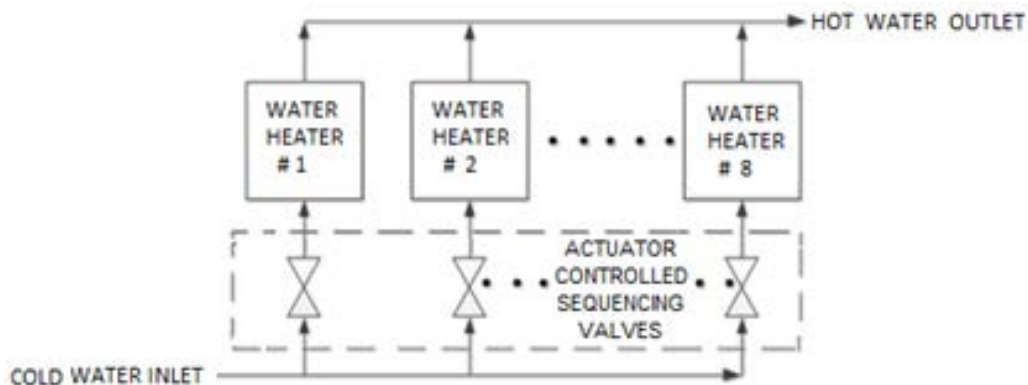 HOT WATER OUTLET
WATER
HEATER
# 1
WATER
HEATER
# 2
WATER
HEATER
# 8
ACTUATOR
CONTROLLED
SEQUENCING
VALVES
COLD WATER INLET